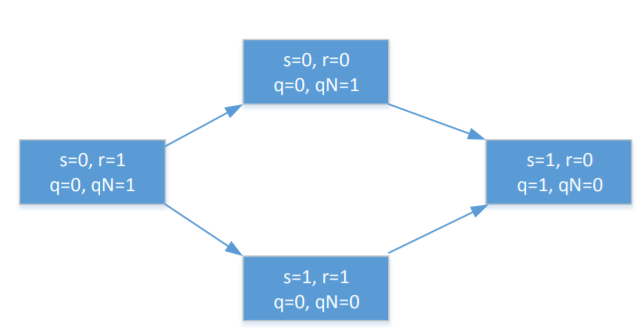 s=0, r=0
q=0, qN=1
s=0, r=1
q=0, qN=1
s=1, r=0
q=1, qN=0
s=1, r=1
q=0, qN=0